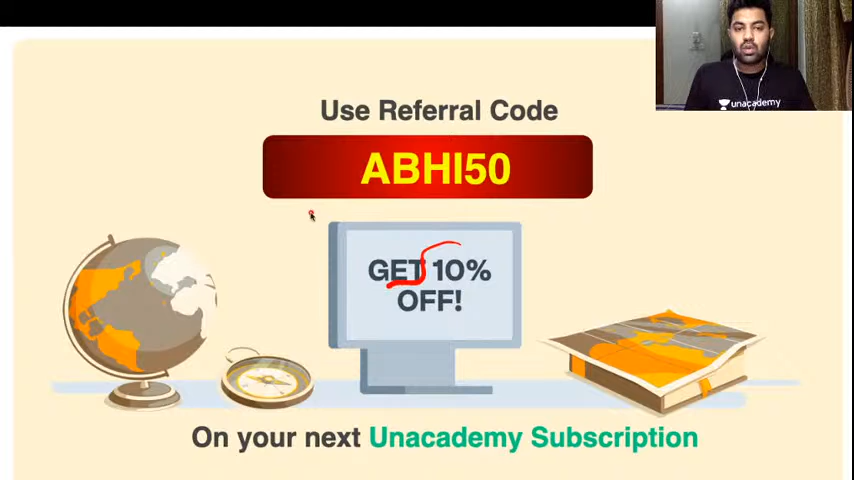 unacademy
Use Referral Code
ABHI50
GET 10%
OFF!
On your next Unacademy Subscription